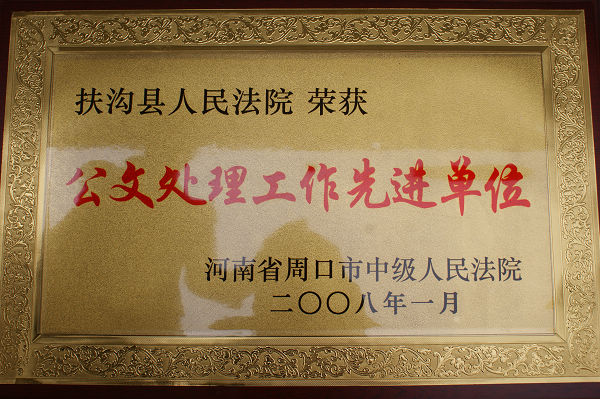 扶沟县人民法院 荣获
公文处理工作先进单位
河南省周口市中级人民法院
二〇〇八年一月